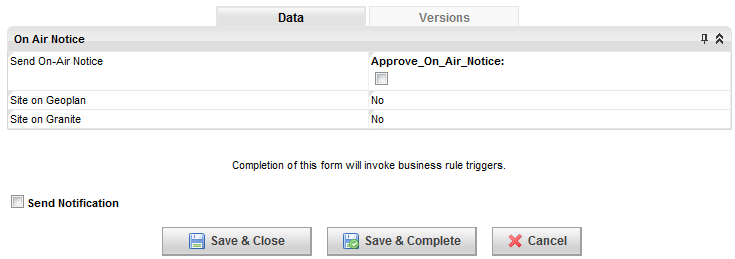 Data Versions
On Air Notice
Send On-Air Notice Approve_On_Air_Notice:
Site on Geoplan No
Site on Granite No
Completion of this form will invoke business rule triggers.
Send Notification
Save & Close Save & Complete Cancel